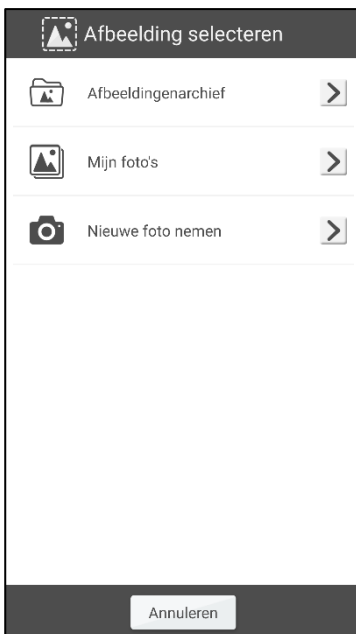 Afbeelding selecteren
Afbeeldingenarchief
Mijn foto's
Nieuwe foto nemen
Annuleren